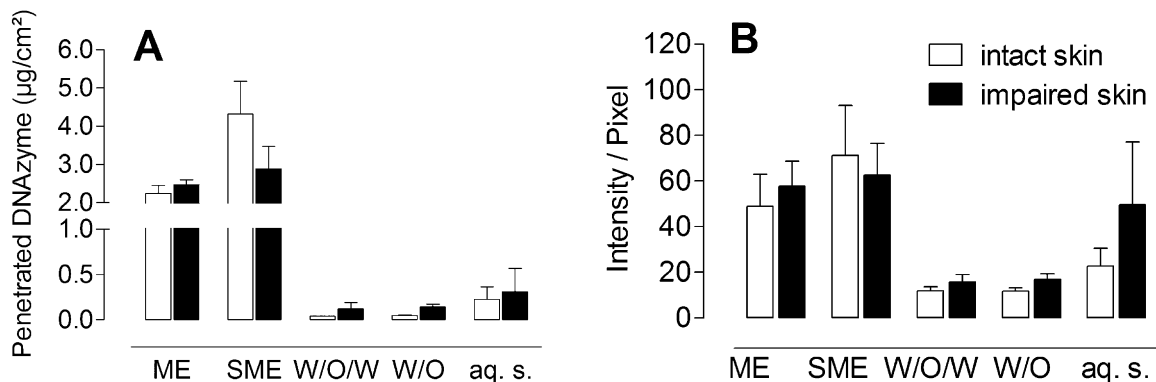 A
Penetrated DNAzyme (µg/cm²)
6.0
5.0
4.0
3.0
2.0
1.0
0.5
0.0
ME SME W/O/W W/O aq. s.
B
intact skin
impaired skin
Intensity / Pixel
120
100
80
60
40
20
0
ME SME W/O/W W/O aq. s.